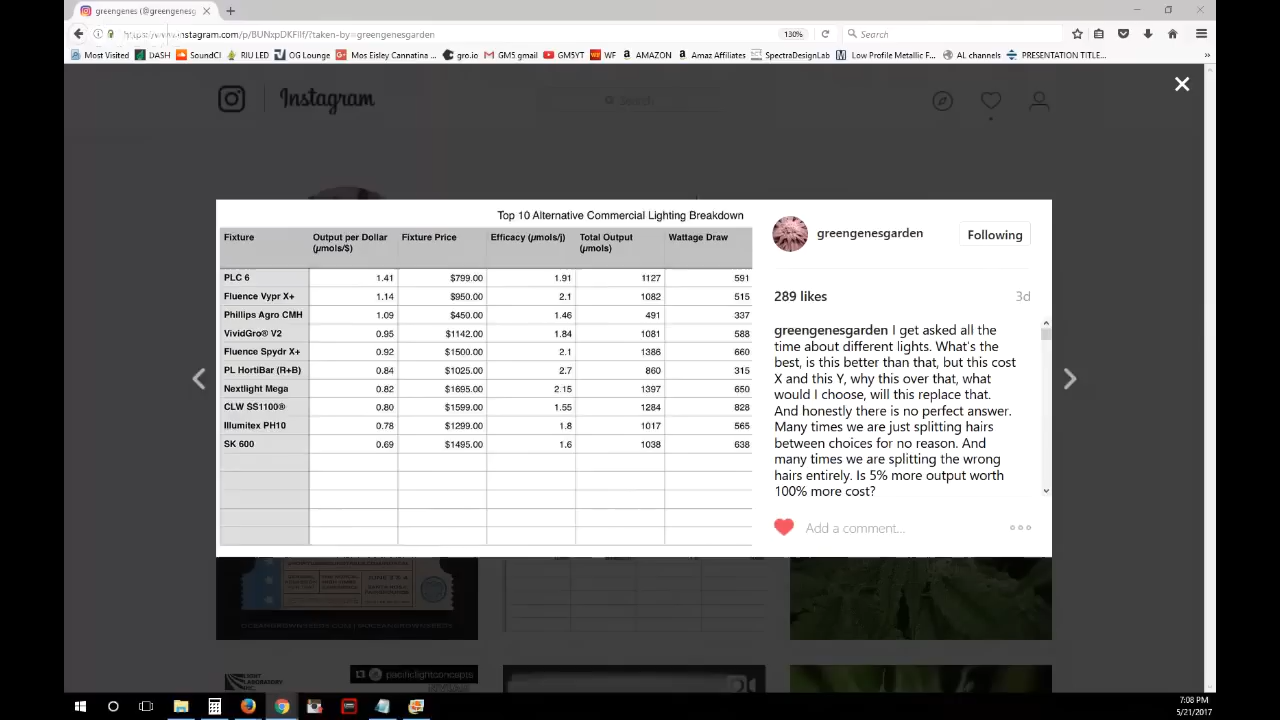 greengenes (@greengenesg
https://www.instagram.com/p/BUNxpDKFIlf/?taken-by=greengenesgarden
130%
Search
Most Visited DASH SoundCl RIU LED OG Lounge Mos Eisley Cannatina ... gro.io GM5 gmail GM5YT WF AMAZON Amaz Affiliates SpectraDesignLab Low Profile Metallic F... AL channels PRESENTATION TITLE...
Instagram
Search
Top 10 Alternative Commercial Lighting Breakdown
Fixture Output per Dollar (µmols/$) Fixture Price Efficacy (µmols/j) Total Output (µmols) Wattage Draw
PLC 6 1.41 $799.00 1.91 1127 591
Fluence Vypr X+ 1.14 $950.00 2.1 1082 515
Phillips Agro CMH 1.09 $450.00 1.46 491 337
VividGro® V2 0.95 $1142.00 1.84 1081 588
Fluence Spydr X+ 0.92 $1500.00 2.1 1386 660
PL HortiBar (R+B) 0.84 $1025.00 2.7 860 315
Nextlight Mega 0.82 $1695.00 2.15 1397 650
CLW SS1100® 0.80 $1599.00 1.55 1284 828
Illumitex PH10 0.78 $1299.00 1.8 1017 565
SK 600 0.69 $1495.00 1.6 1038 638
greengenesgarden
Following
289 likes
3d
greengenesgarden I get asked all the
time about different lights. What's the
best, is this better than that, but this cost
X and this Y, why this over that, what
would I choose, will this replace that.
And honestly there is no perfect answer.
Many times we are just splitting hairs
between choices for no reason. And
many times we are splitting the wrong
hairs entirely. Is 5% more output worth
100% more cost?
Add a comment...
pacificlightconcepts
7:08 PM
5/21/2017